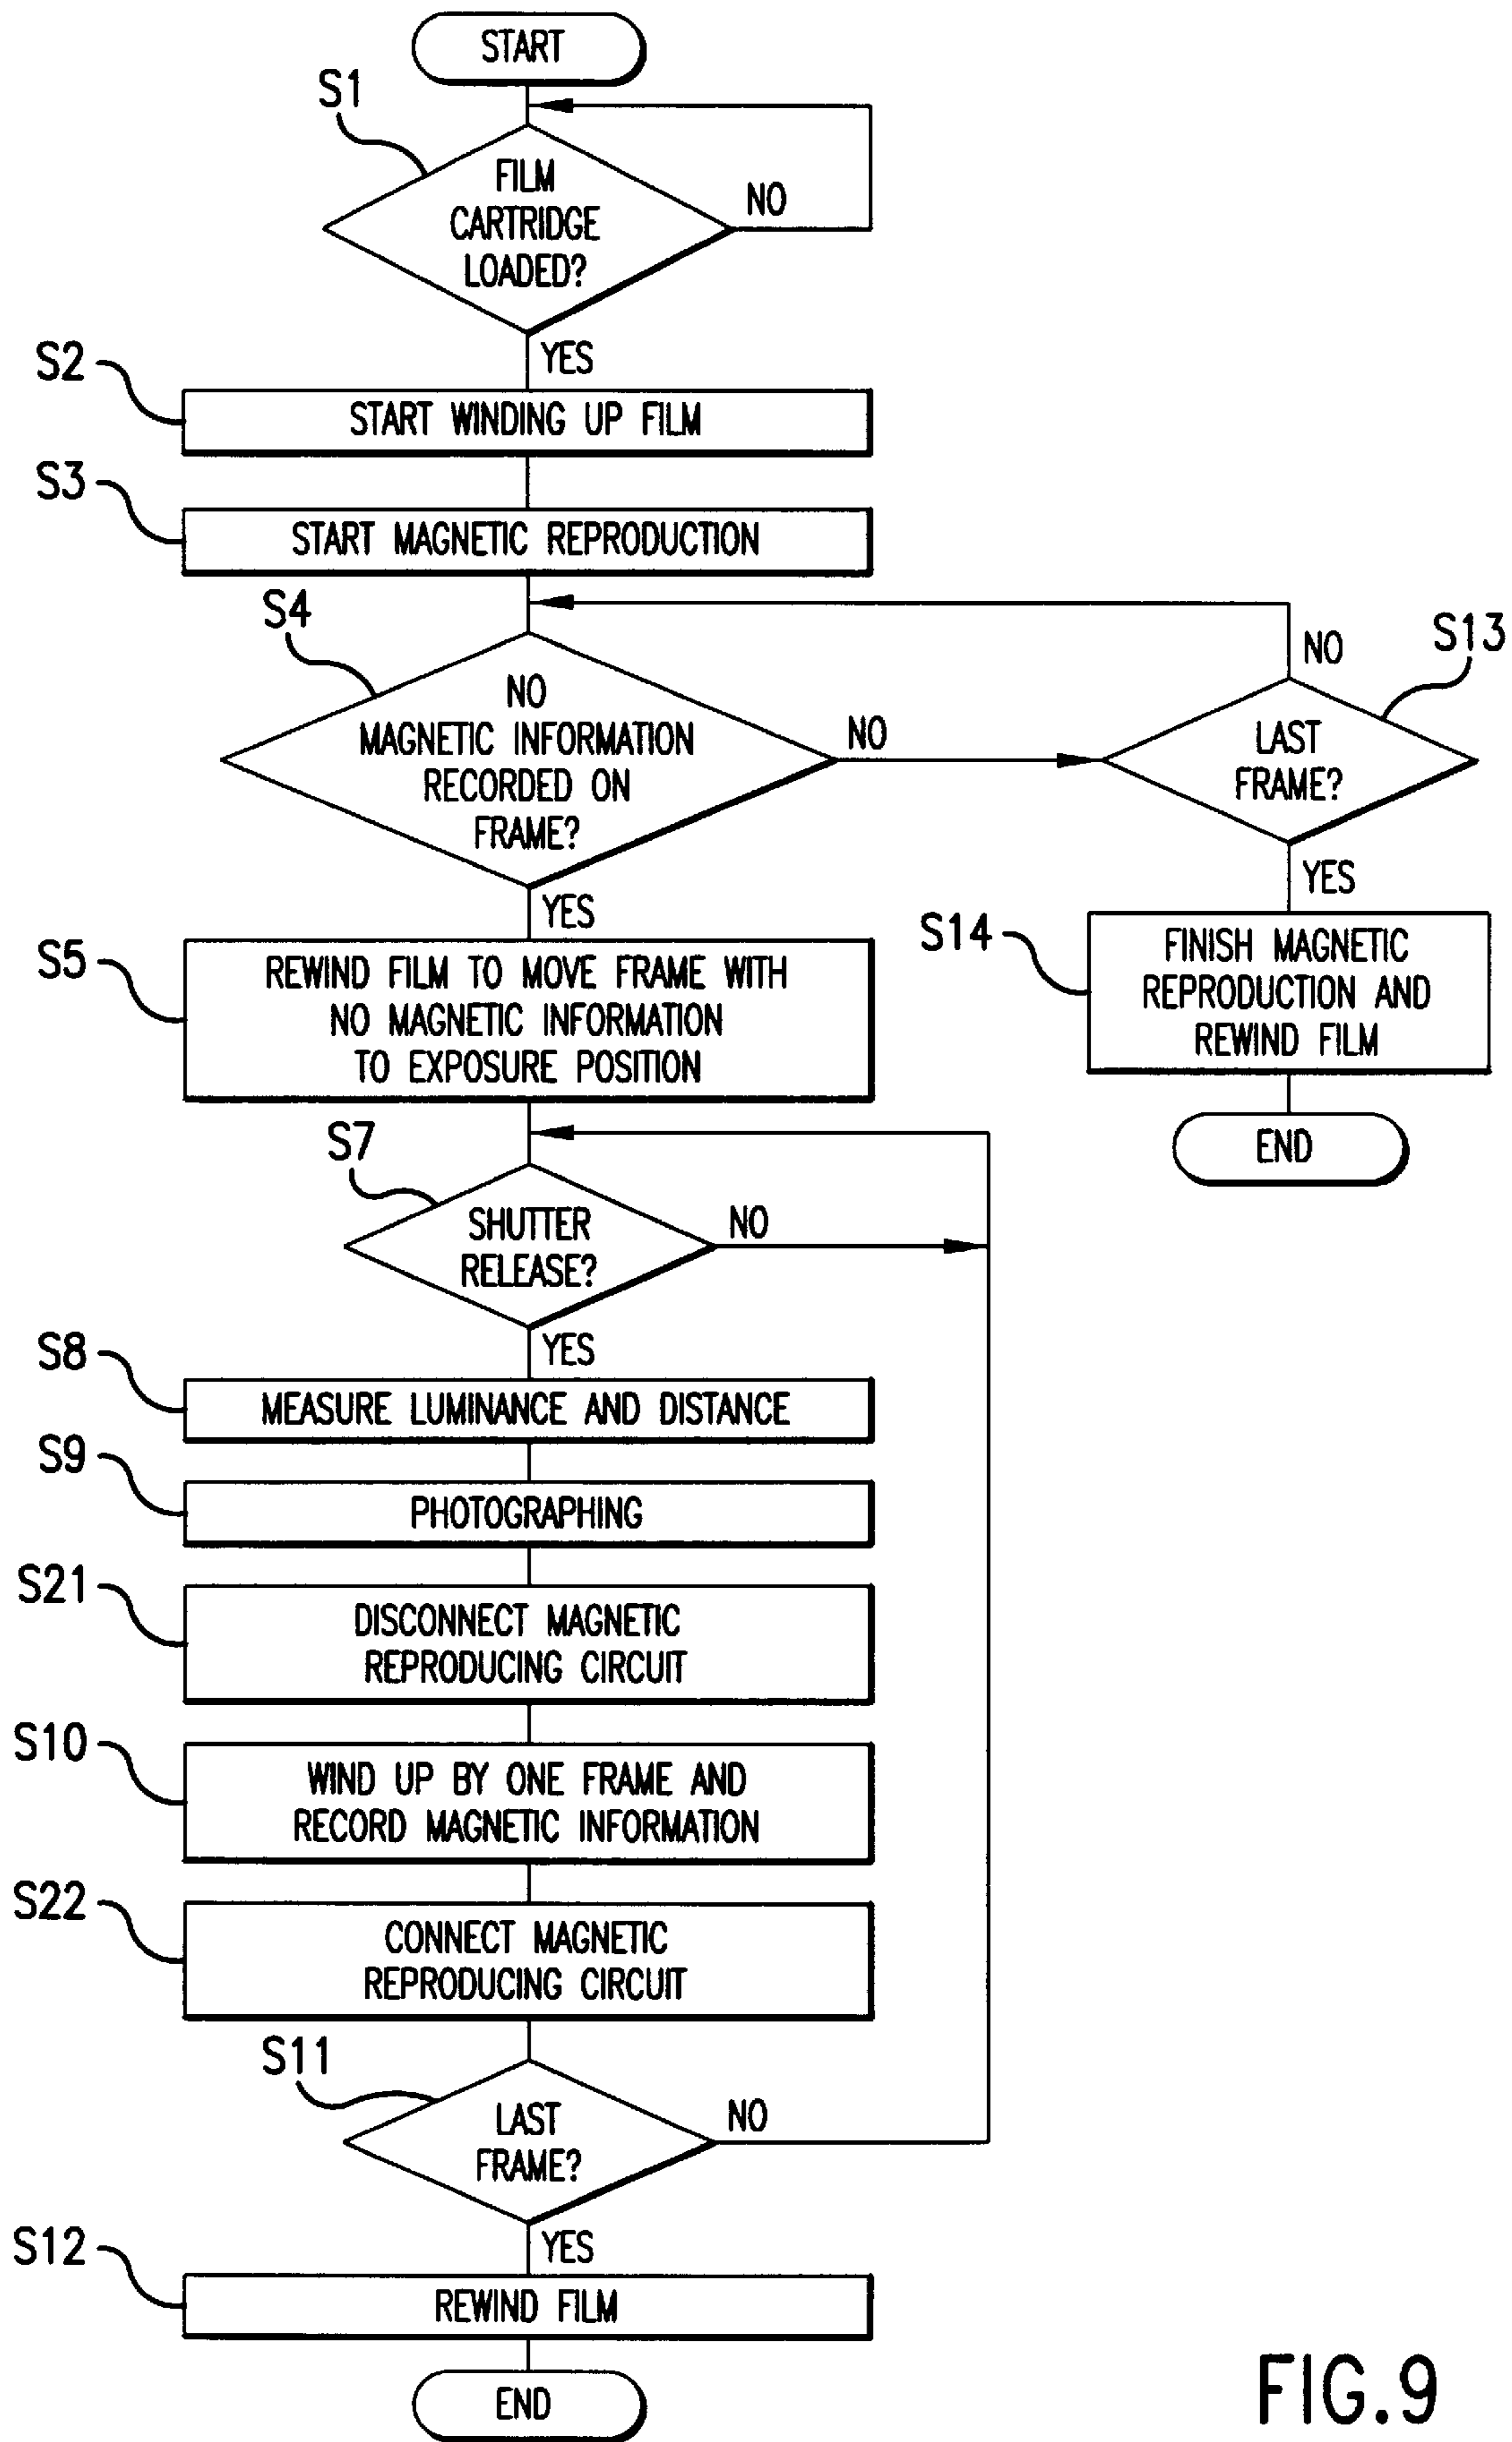 START
S1
FILM
CARTRIDGE
LOADED?
NO
YES
S2
START WINDING UP FILM
S3
START MAGNETIC REPRODUCTION
S4
NO
MAGNETIC INFORMATION
RECORDED ON
FRAME?
NO
S13
LAST
FRAME?
NO
YES
S14
FINISH MAGNETIC
REPRODUCTION AND
REWIND FILM
END
YES
S5
REWIND FILM TO MOVE FRAME WITH
NO MAGNETIC INFORMATION
TO EXPOSURE POSITION
S7
SHUTTER
RELEASE?
NO
YES
S8
MEASURE LUMINANCE AND DISTANCE
S9
PHOTOGRAPHING
S21
DISCONNECT MAGNETIC
REPRODUCING CIRCUIT
S10
WIND UP BY ONE FRAME AND
RECORD MAGNETIC INFORMATION
S22
CONNECT MAGNETIC
REPRODUCING CIRCUIT
S11
LAST
FRAME?
NO
YES
S12
REWIND FILM
END
FIG.9